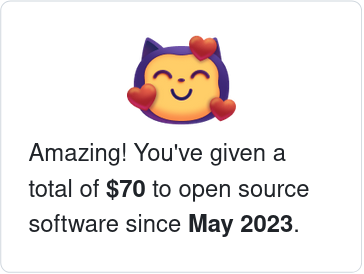 Amazing! You've given a
total of $70 to open source
software since May 2023.